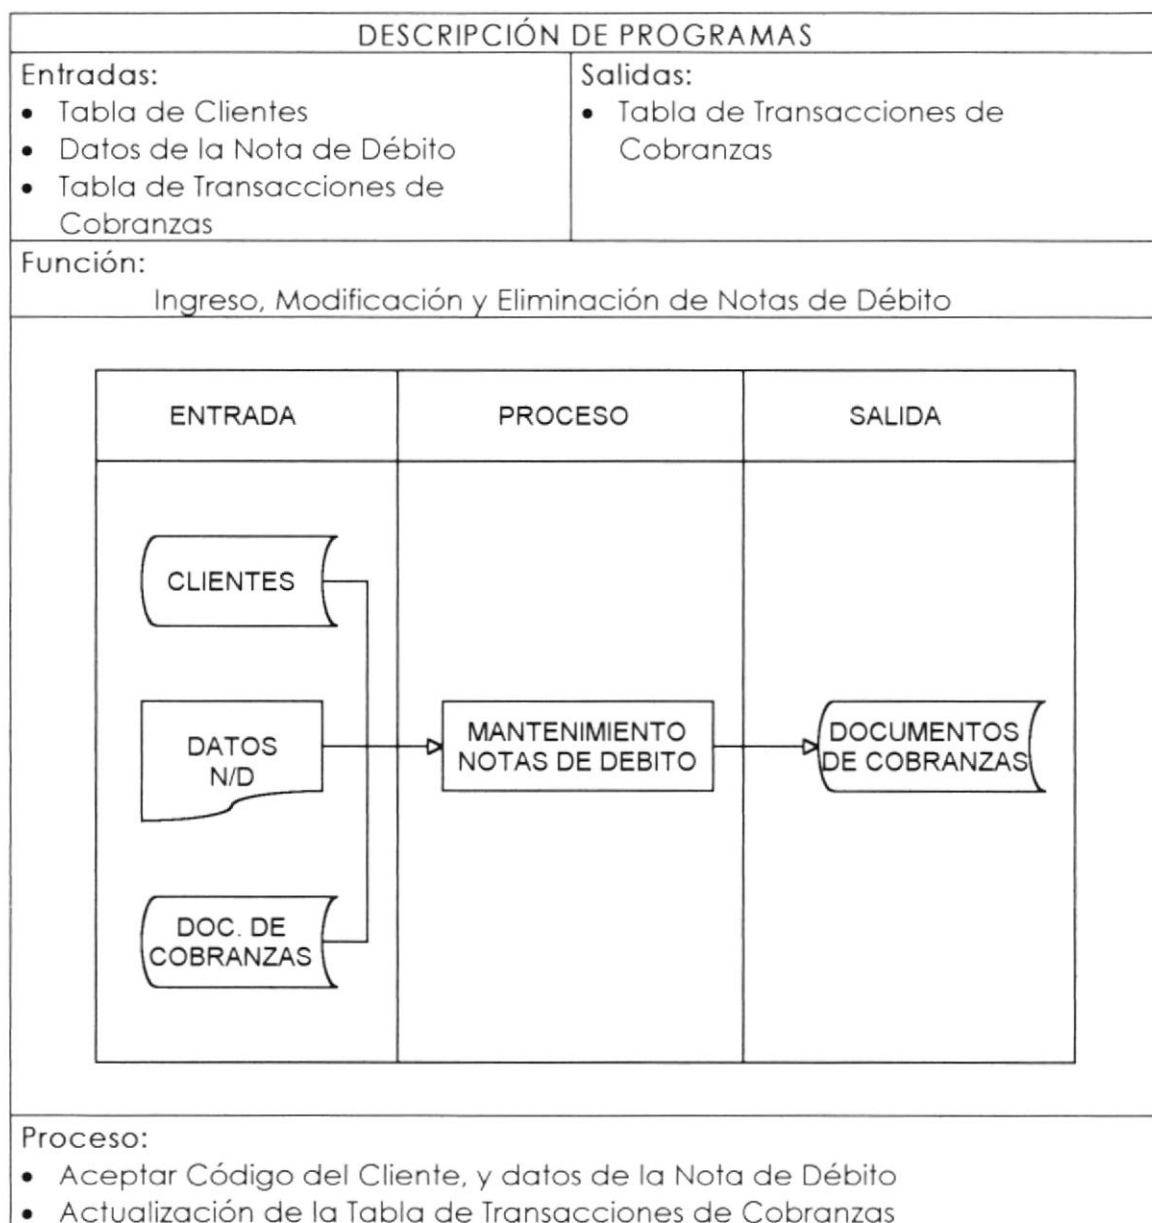 DESCRIPCIÓN DE PROGRAMAS
Entradas:
• Tabla de Clientes
• Datos de la Nota de Débito
• Tabla de Transacciones de
Cobranzas
Salidas:
• Tabla de Transacciones de
Cobranzas
Función:
Ingreso, Modificación y Eliminación de Notas de Débito
ENTRADA
PROCESO
SALIDA
CLIENTES
DATOS
N/D
DOC. DE
COBRANZAS
MANTENIMIENTO
NOTAS DE DEBITO
DOCUMENTOS
DE COBRANZAS
Proceso:
• Aceptar Código del Cliente, y datos de la Nota de Débito
• Actualización de la Tabla de Transacciones de Cobranzas